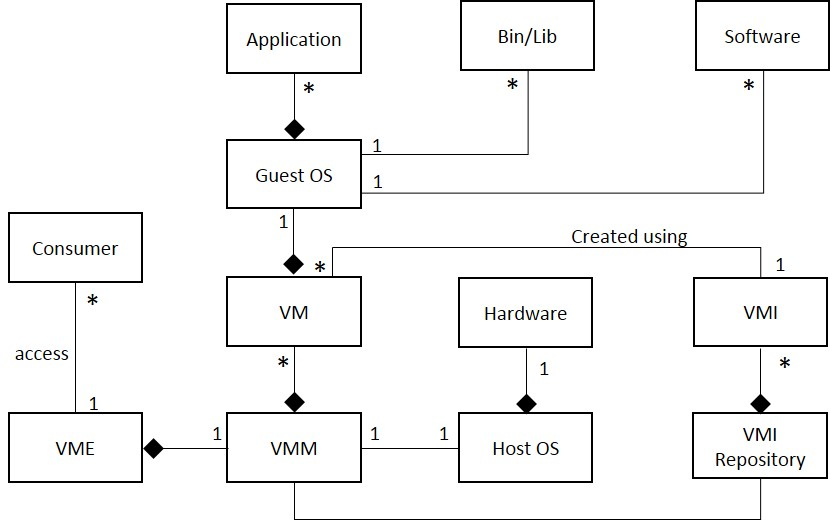 Application
Bin/Lib
Software
*
*
*
1
Guest OS
1
1
Consumer
Created using
*
1
VM
Hardware
VMI
*
access
*
1
*
1
VME
1
VMM
1
1
Host OS
VMI
Repository